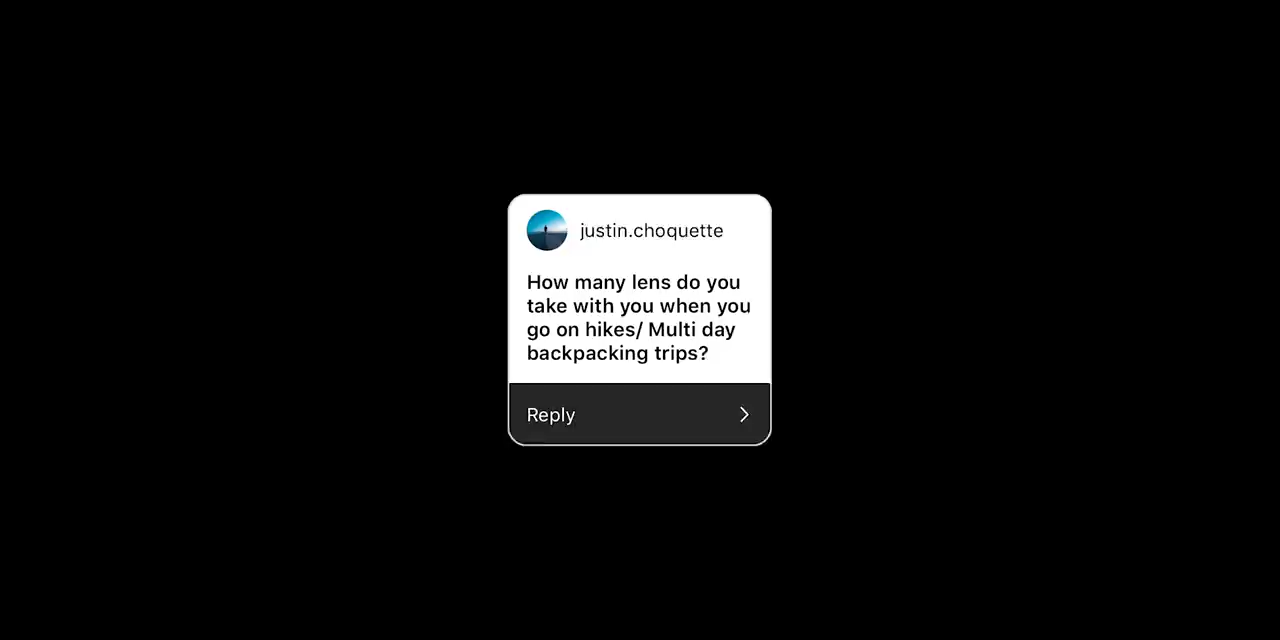 justin.choquette
How many lens do you
take with you when you
go on hikes/ Multi day
backpacking trips?
Reply